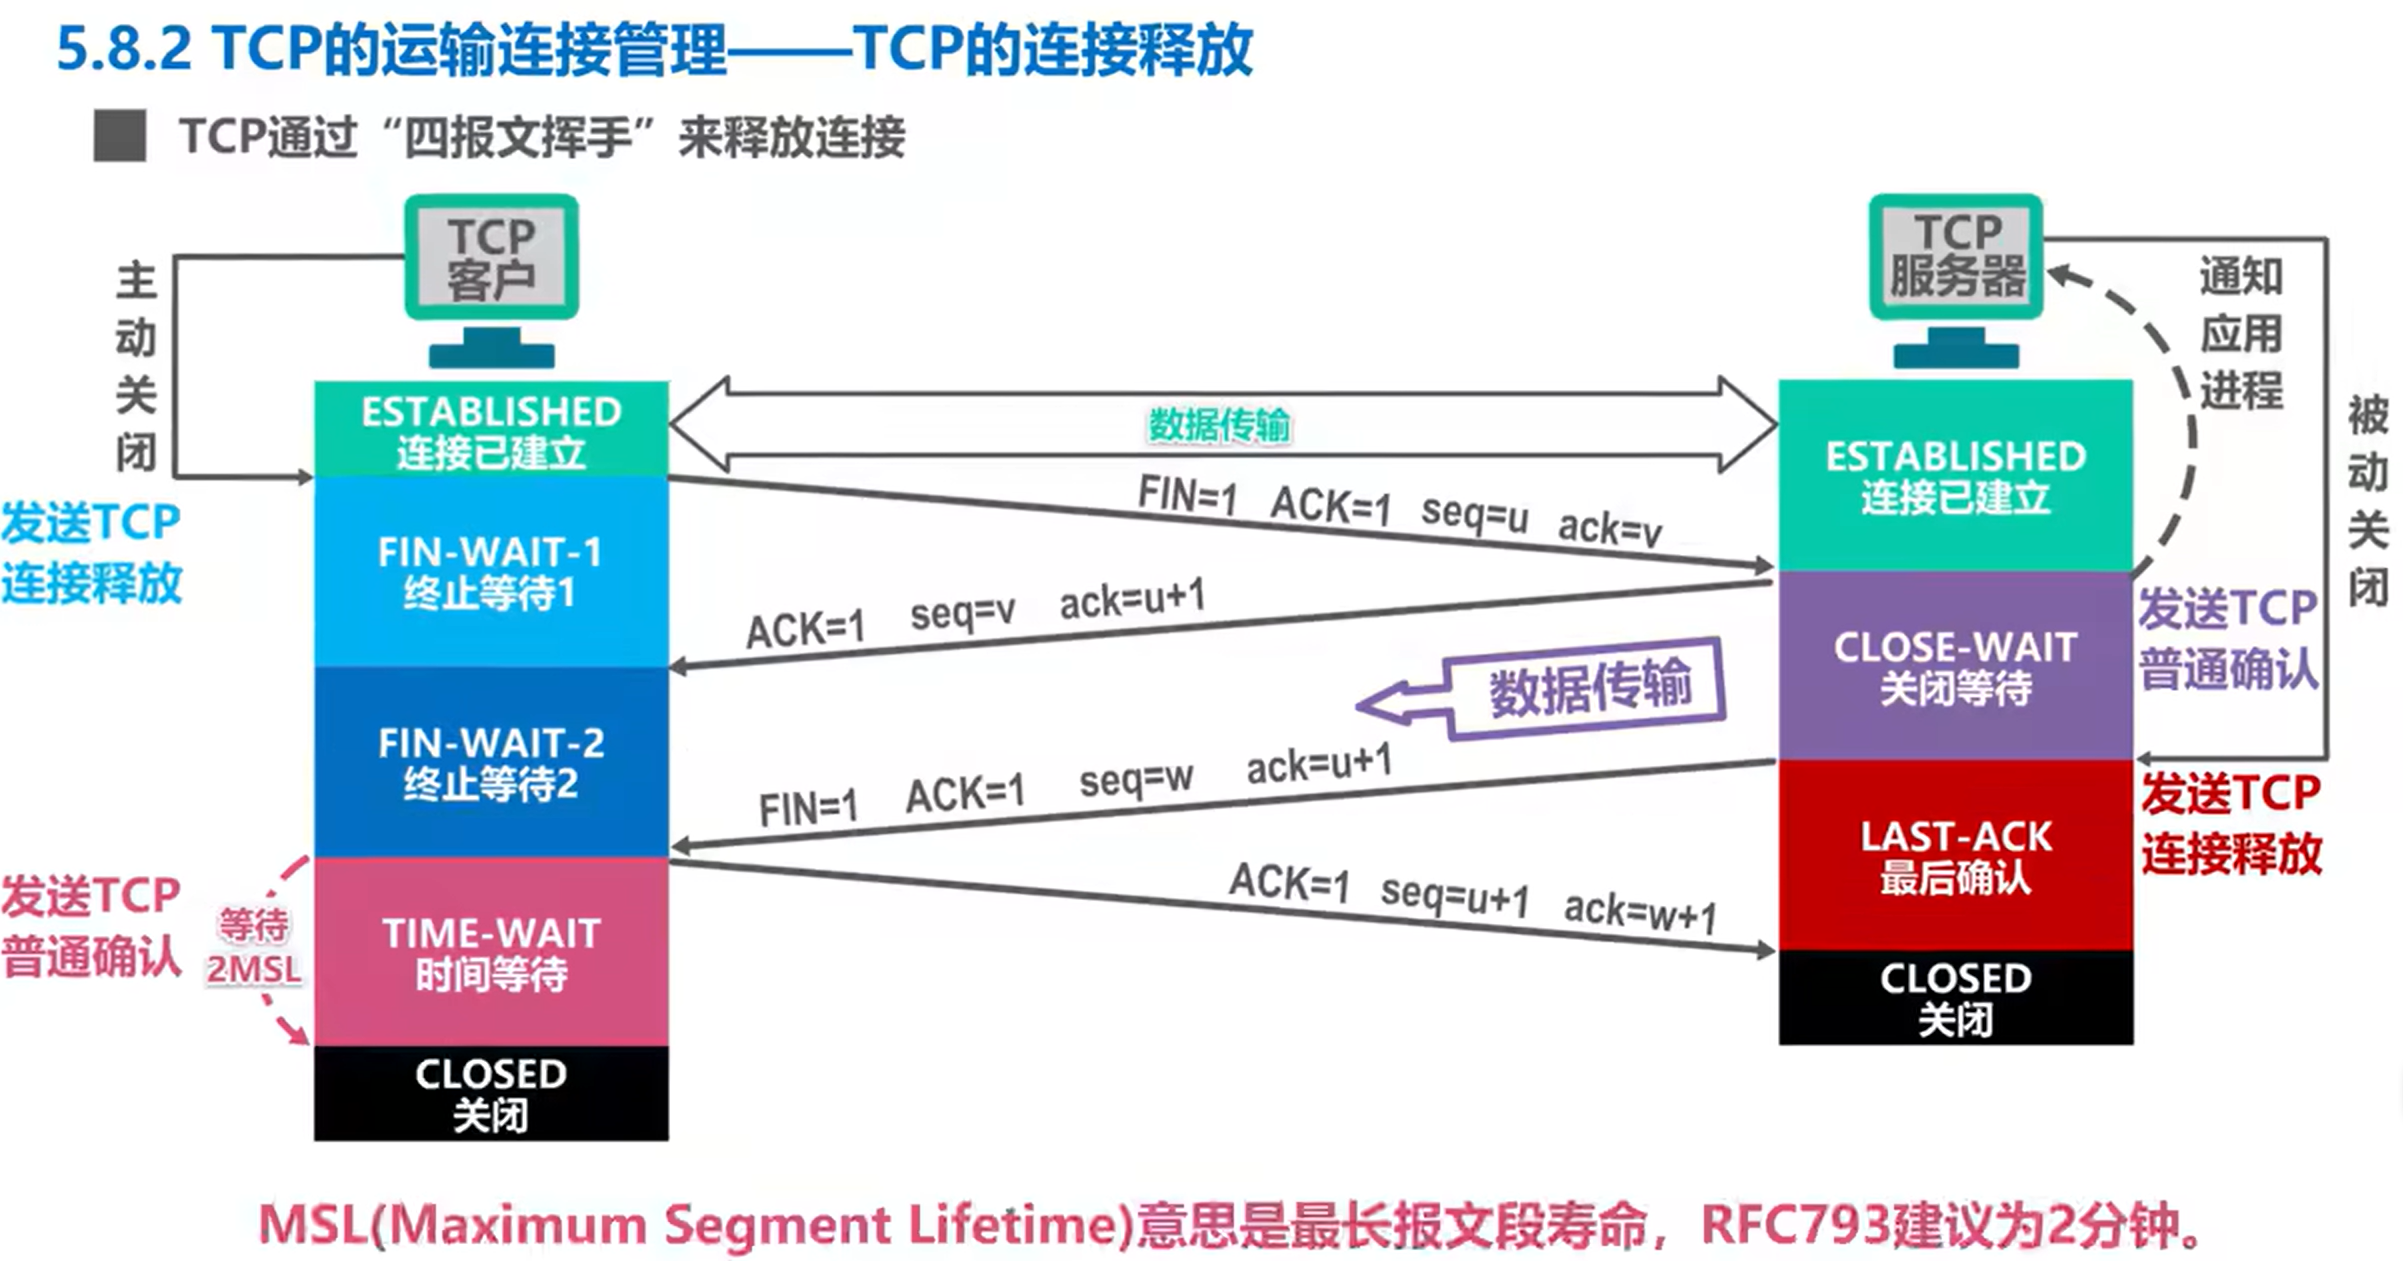 5.8.2 TCP的运输连接管理——TCP的连接释放
TCP通过“四报文挥手”来释放连接
TCP
客户
TCP
服务器
主动关闭
通知
应用
进程
被动关闭
ESTABLISHED
连接已建立
数据传输
ESTABLISHED
连接已建立
FIN=1 ACK=1 seq=u ack=v
发送TCP
连接释放
FIN-WAIT-1
终止等待1
ACK=1 seq=v ack=u+1
发送TCP
普通确认
CLOSE-WAIT
关闭等待
数据传输
FIN-WAIT-2
终止等待2
FIN=1 ACK=1 seq=w ack=u+1
发送TCP
连接释放
LAST-ACK
最后确认
ACK=1 seq=u+1 ack=w+1
发送TCP
普通确认
等待
2MSL
TIME-WAIT
时间等待
CLOSED
关闭
CLOSED
关闭
MSL(Maximum Segment Lifetime)意思是最长报文段寿命，RFC793建议为2分钟。